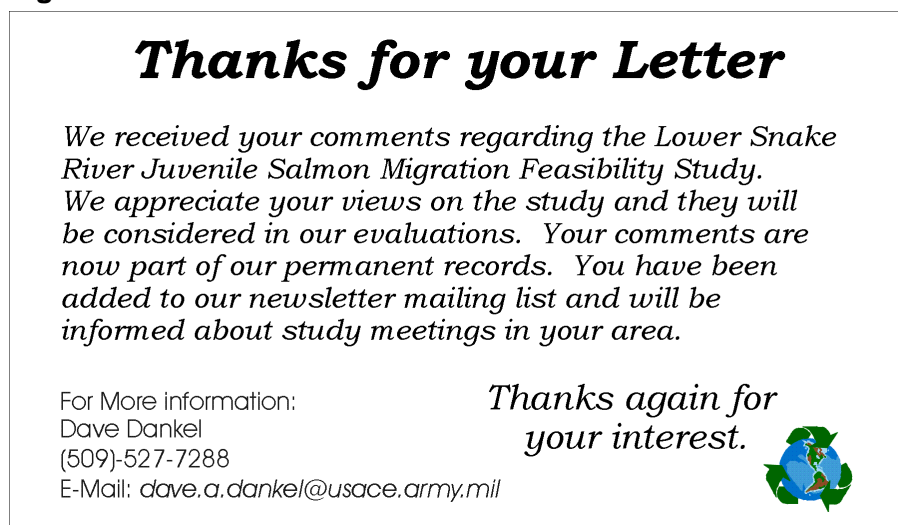 Thanks for your Letter
We received your comments regarding the Lower Snake
River Juvenile Salmon Migration Feasibility Study.
We appreciate your views on the study and they will
be considered in our evaluations.  Your comments are
now part of our permanent records.  You have been
added to our newsletter mailing list and will be
informed about study meetings in your area.
For More information:
Dave Dankel
(509)-527-7288
E-Mail: dave.a.dankel@usace.army.mil
Thanks again for
your interest.